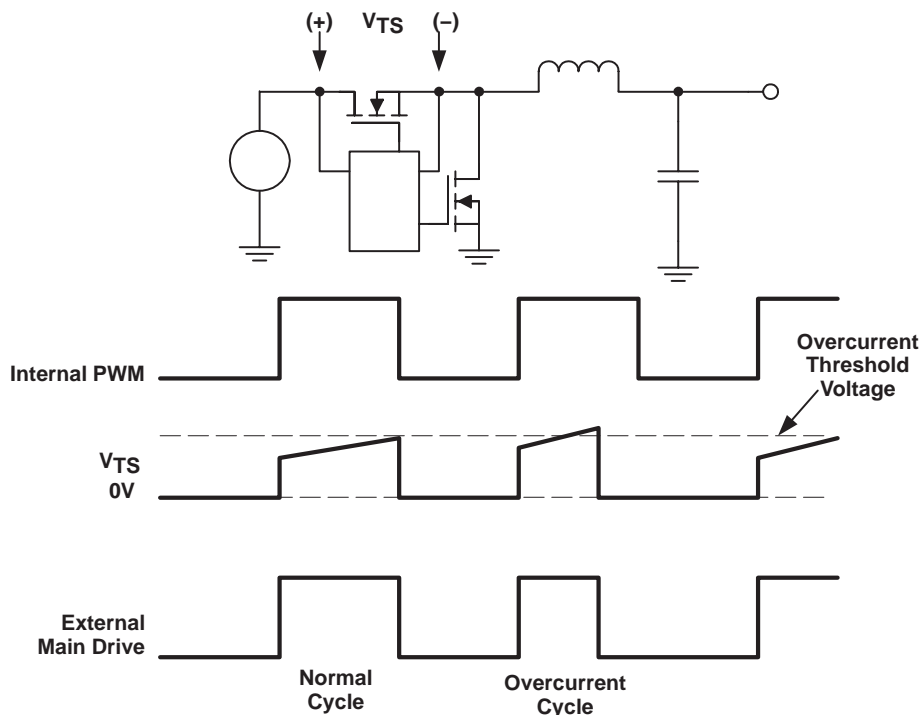 (+) VTS (–)
Internal PWM
Overcurrent
Threshold
Voltage
VTS
0V
External
Main Drive
Normal
Cycle
Overcurrent
Cycle